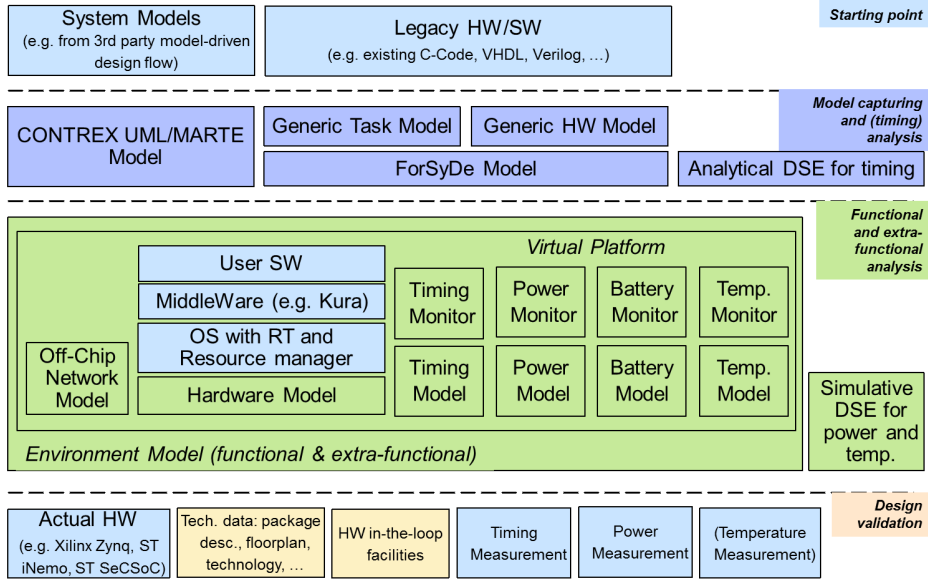 System Models
(e.g. from 3rd party model-driven
design flow)
Legacy HW/SW
(e.g. existing C-Code, VHDL, Verilog, …)
Starting point
CONTREX UML/MARTE
Model
Generic Task Model
Generic HW Model
ForSyDe Model
Analytical DSE for timing
Model capturing
and (timing)
analysis
Functional
and extra-
functional
analysis
Virtual Platform
User SW
MiddleWare (e.g. Kura)
OS with RT and
Resource manager
Hardware Model
Off-Chip
Network
Model
Timing
Monitor
Power
Monitor
Battery
Monitor
Temp.
Monitor
Timing
Model
Power
Model
Battery
Model
Temp.
Model
Environment Model (functional & extra-functional)
Simulative
DSE for
power and
temp.
Design
validation
Actual HW
(e.g. Xilinx Zynq, ST
iNemo, ST SeCSoC)
Tech. data: package
desc., floorplan,
technology, …
HW in-the-loop
facilities
Timing
Measurement
Power
Measurement
(Temperature
Measurement)